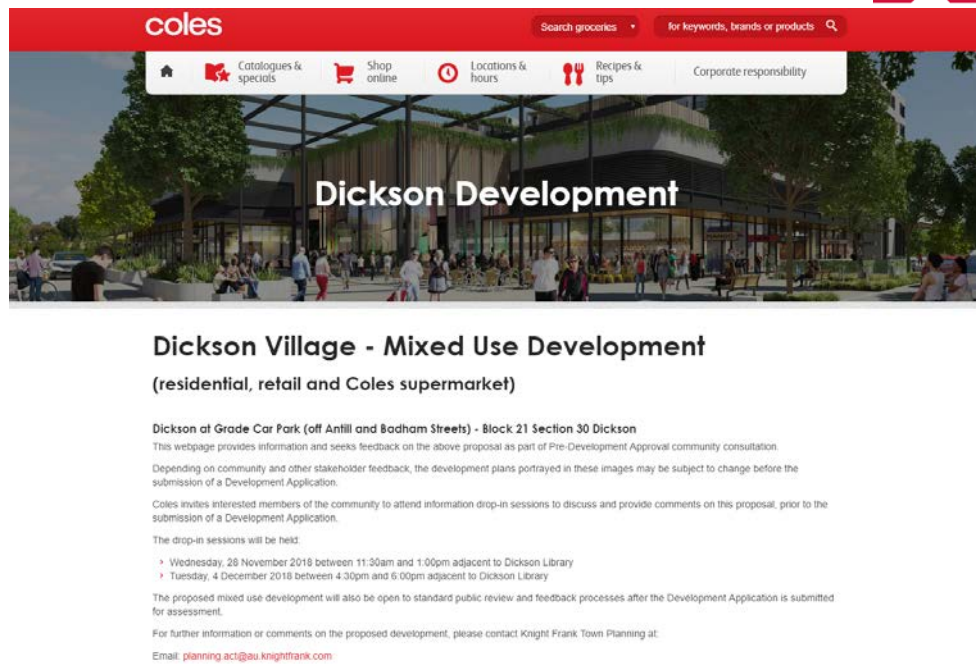 coles
Search groceries
for keywords, brands or products
Catalogues &
specials
Shop
online
Locations &
hours
Recipes &
tips
Corporate responsibility
Dickson Development
Dickson Village - Mixed Use Development
(residential, retail and Coles supermarket)
Dickson at Grade Car Park (off Antill and Badham Streets) - Block 21 Section 30 Dickson
This webpage provides information and seeks feedback on the above proposal as part of Pre-Development Approval community consultation.
Depending on community and other stakeholder feedback, the development plans portrayed in these images may be subject to change before the
submission of a Development Application.
Coles invites interested members of the community to attend information drop-in sessions to discuss and provide comments on this proposal, prior to the
submission of a Development Application.
The drop-in sessions will be held:
Wednesday, 28 November 2018 between 11:30am and 1:00pm adjacent to Dickson Library
Tuesday, 4 December 2018 between 4:30pm and 6:00pm adjacent to Dickson Library
The proposed mixed use development will also be open to standard public review and feedback processes after the Development Application is submitted
for assessment.
For further information or comments on the proposed development, please contact Knight Frank Town Planning at:
Email: planning.act@au.knightfrank.com